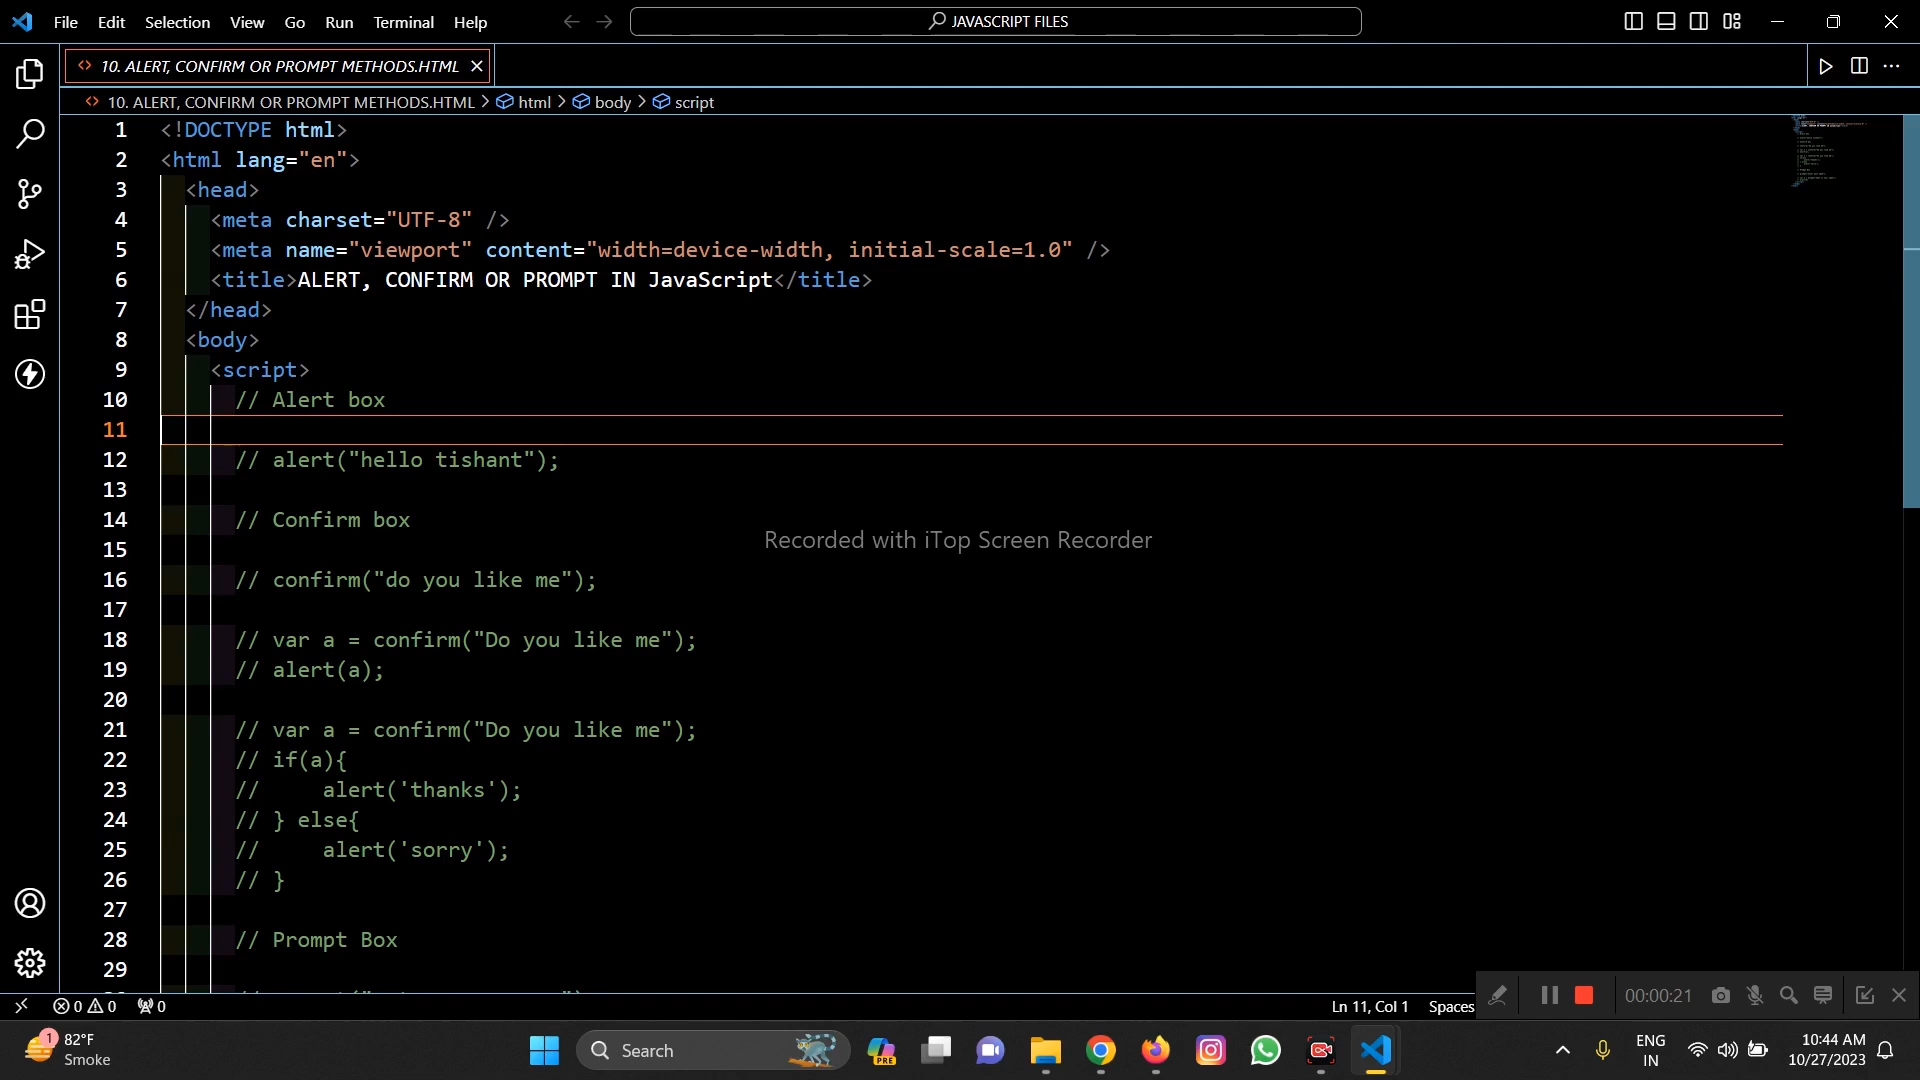 File Edit Selection View Go Run Terminal Help
JAVASCRIPT FILES
10. ALERT, CONFIRM OR PROMPT METHODS.HTML
10. ALERT, CONFIRM OR PROMPT METHODS.HTML > html > body > script
1 <!DOCTYPE html>
2 <html lang="en">
3 <head>
4 <meta charset="UTF-8" />
5 <meta name="viewport" content="width=device-width, initial-scale=1.0" />
6 <title>ALERT, CONFIRM OR PROMPT IN JavaScript</title>
7 </head>
8 <body>
9 <script>
10 // Alert box
11
12 // alert("hello tishant");
13
14 // Confirm box
15
16 // confirm("do you like me");
17
18 // var a = confirm("Do you like me");
19 // alert(a);
20
21 // var a = confirm("Do you like me");
22 // if(a){
23 //     alert('thanks');
24 // } else{
25 //     alert('sorry');
26 // }
27
28 // Prompt Box
29
Recorded with iTop Screen Recorder
0 0 0
Ln 11, Col 1 Spaces
00:00:21
1
82°F
Smoke
Search
PRE
ENG
IN
10:44 AM
10/27/2023